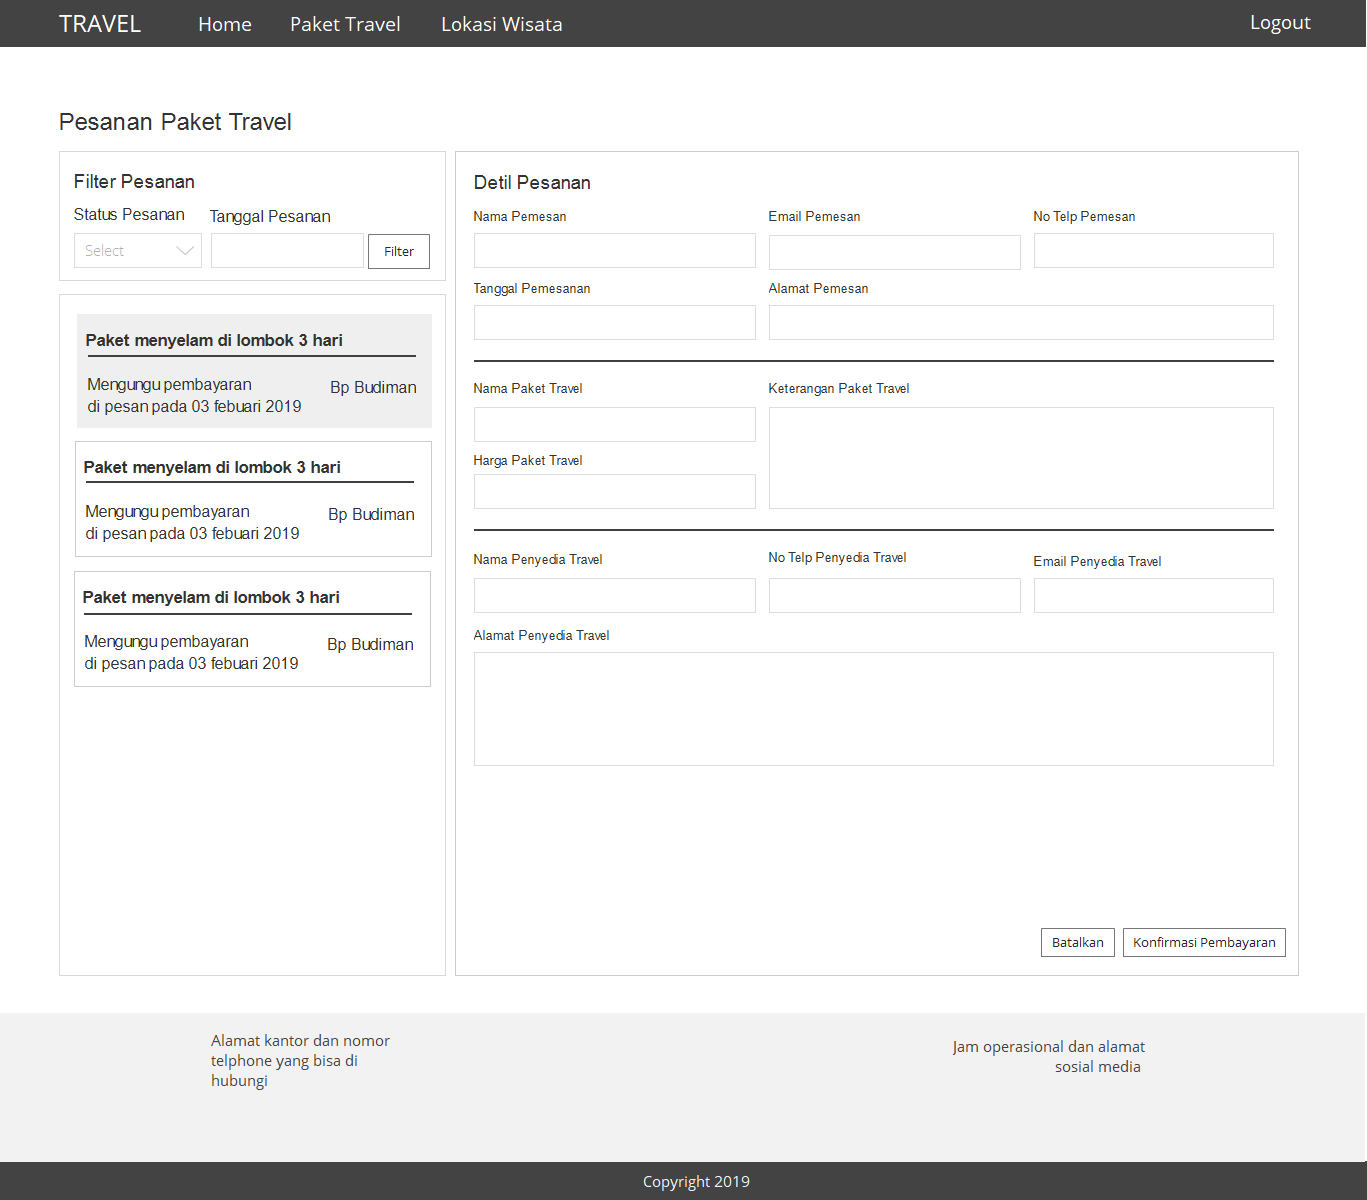 TRAVEL Home Paket Travel Lokasi Wisata Logout
Pesanan Paket Travel
Filter Pesanan
Status Pesanan Tanggal Pesanan
Select Filter
Paket menyelam di lombok 3 hari
Mengungu pembayaran Bp Budiman
di pesan pada 03 febuari 2019
Paket menyelam di lombok 3 hari
Mengungu pembayaran Bp Budiman
di pesan pada 03 febuari 2019
Paket menyelam di lombok 3 hari
Mengungu pembayaran Bp Budiman
di pesan pada 03 febuari 2019
Detil Pesanan
Nama Pemesan Email Pemesan No Telp Pemesan
Tanggal Pemesanan Alamat Pemesan
Nama Paket Travel Keterangan Paket Travel
Harga Paket Travel
Nama Penyedia Travel No Telp Penyedia Travel Email Penyedia Travel
Alamat Penyedia Travel
Batalkan Konfirmasi Pembayaran
Alamat kantor dan nomor
telphone yang bisa di
hubungi
Jam operasional dan alamat
sosial media
Copyright 2019